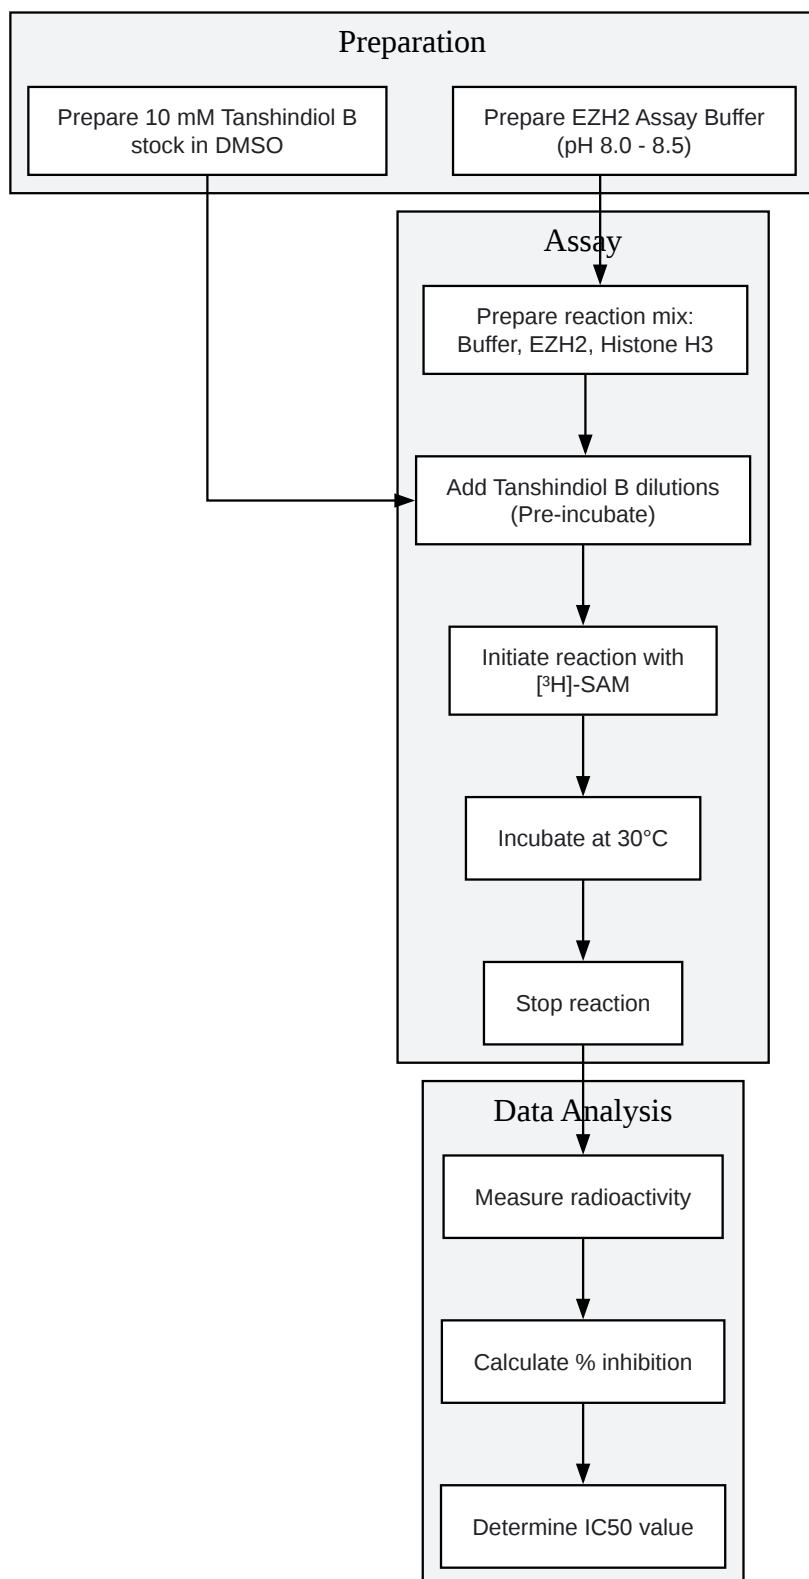 Preparation
Prepare 10 mM Tanshindiol B
stock in DMSO
Prepare EZH2 Assay Buffer
(pH 8.0 - 8.5)
Assay
Prepare reaction mix:
Buffer, EZH2, Histone H3
Add Tanshindiol B dilutions
(Pre-incubate)
Initiate reaction with
[³H]-SAM
Incubate at 30°C
Stop reaction
Data Analysis
Measure radioactivity
Calculate % inhibition
Determine IC50 value